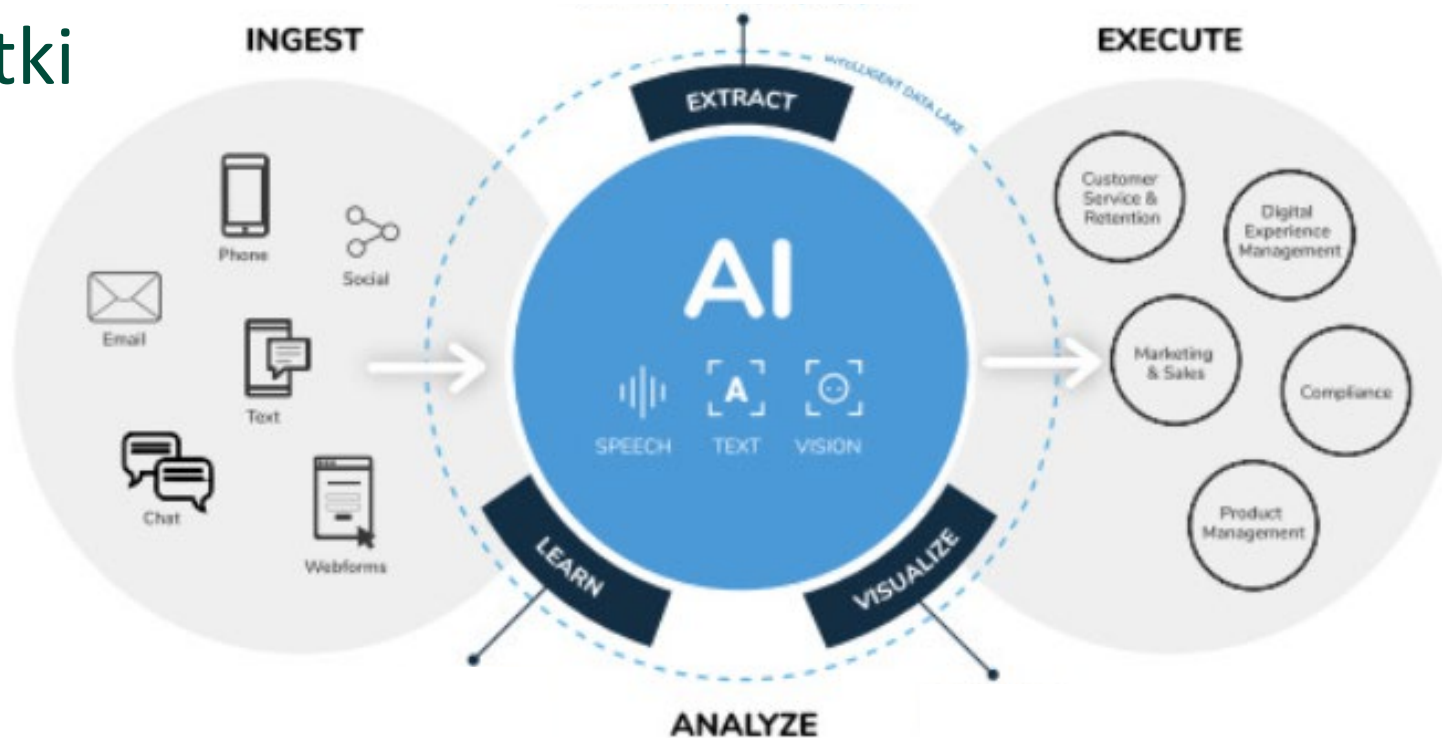 tki
INGEST
Phone
Social
Email
Text
Chat
Webforms
EXTRACT
INTELLIGENT DATA LAKE
AI
SPEECH
TEXT
VISION
LEARN
VISUALIZE
ANALYZE
EXECUTE
Customer
Service &
Retention
Digital
Experience
Management
Marketing
& Sales
Compliance
Product
Management